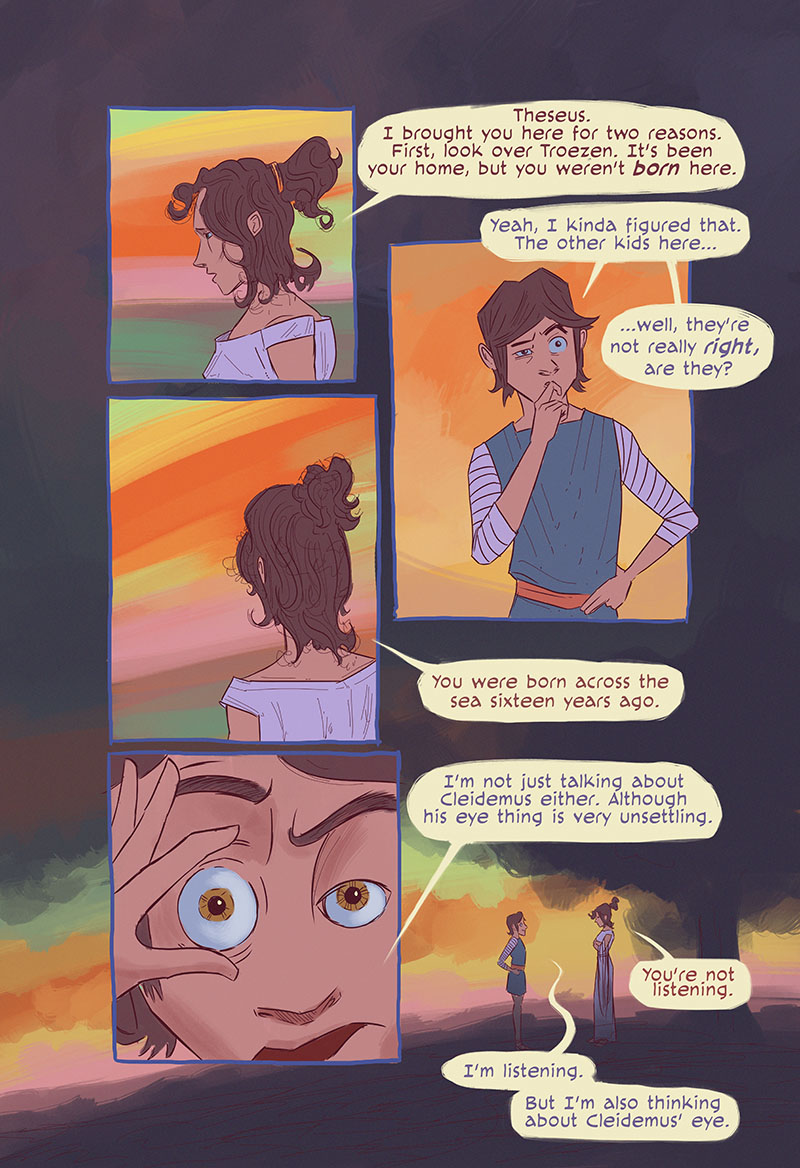 Theseus.
I brought you here for two reasons.
First, look over Troezen. It's been
your home, but you weren't born here.
Yeah, I kinda figured that.
The other kids here...
...well, they're
not really right,
are they?
You were born across the
sea sixteen years ago.
I'm not just talking about
Cleidemus either. Although
his eye thing is very unsettling.
You're not
listening.
I'm listening.
But I'm also thinking
about Cleidemus' eye.